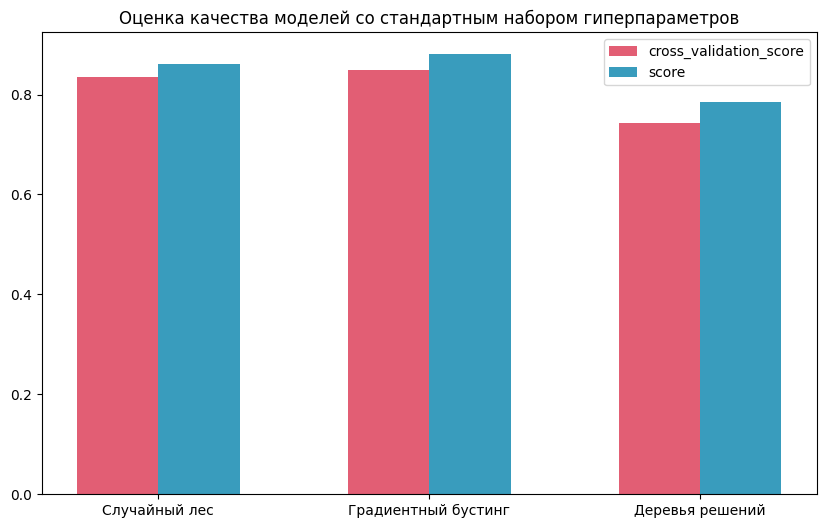 Оценка качества моделей со стандартным набором гиперпараметров
cross_validation_score
score
0.8
0.6
0.4
0.2
0.0
Случайный лес
Градиентный бустинг
Деревья решений